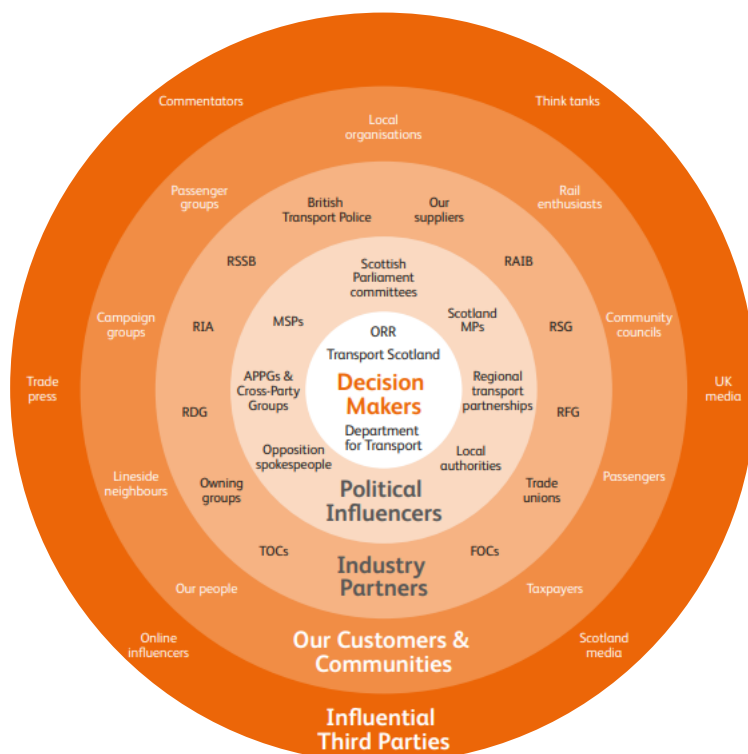 Commentators
Think tanks
Local
organisations
Passenger
groups
Rail
enthusiasts
British
Transport Police
Our
suppliers
RSSB
RAIB
Scottish
Parliament
committees
MSPs
Scotland
MPs
Campaign
groups
RIA
RSG
Community
councils
ORR
Transport Scotland
Decision
Makers
Department
for Transport
Trade
press
APPGs &
Cross-Party
Groups
Regional
transport
partnerships
UK
media
RDG
RFG
Opposition
spokespeople
Local
authorities
Lineside
neighbours
Owning
groups
Political
Influencers
Trade
unions
Passengers
TOCs
FOCs
Industry
Partners
Our people
Taxpayers
Online
influencers
Our Customers &
Communities
Scotland
media
Influential
Third Parties